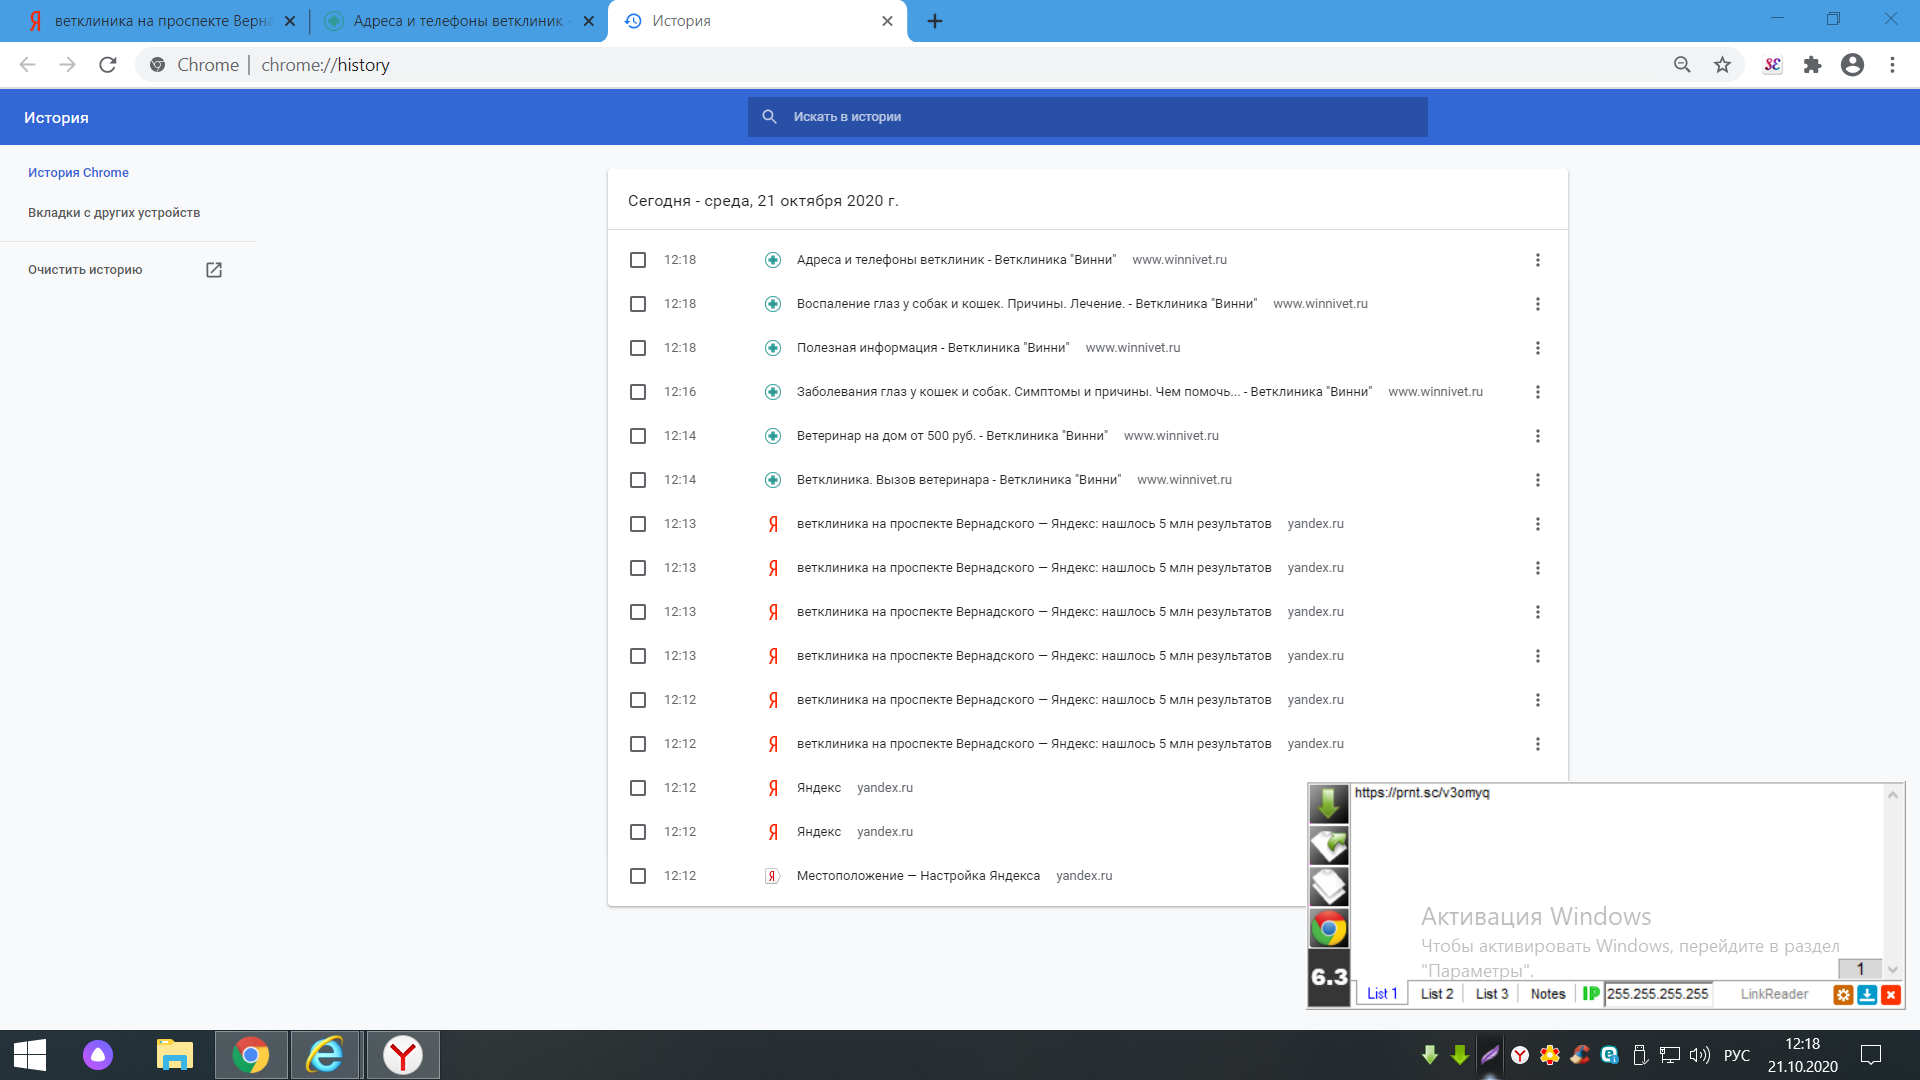 ветклиника на проспекте Верна
Адреса и телефоны ветклиник -
История
Chrome | chrome://history
История
Искать в истории
История Chrome
Вкладки с других устройств
Очистить историю
Сегодня - среда, 21 октября 2020 г.
12:18 Адреса и телефоны ветклиник - Ветклиника "Винни" www.winnivet.ru
12:18 Воспаление глаз у собак и кошек. Причины. Лечение. - Ветклиника "Винни" www.winnivet.ru
12:18 Полезная информация - Ветклиника "Винни" www.winnivet.ru
12:16 Заболевания глаз у кошек и собак. Симптомы и причины. Чем помочь... - Ветклиника "Винни" www.winnivet.ru
12:14 Ветеринар на дом от 500 руб. - Ветклиника "Винни" www.winnivet.ru
12:14 Ветклиника. Вызов ветеринара - Ветклиника "Винни" www.winnivet.ru
12:13 Я ветклиника на проспекте Вернадского — Яндекс: нашлось 5 млн результатов yandex.ru
12:13 Я ветклиника на проспекте Вернадского — Яндекс: нашлось 5 млн результатов yandex.ru
12:13 Я ветклиника на проспекте Вернадского — Яндекс: нашлось 5 млн результатов yandex.ru
12:13 Я ветклиника на проспекте Вернадского — Яндекс: нашлось 5 млн результатов yandex.ru
12:12 Я ветклиника на проспекте Вернадского — Яндекс: нашлось 5 млн результатов yandex.ru
12:12 Я ветклиника на проспекте Вернадского — Яндекс: нашлось 5 млн результатов yandex.ru
12:12 Я Яндекс yandex.ru
12:12 Я Яндекс yandex.ru
12:12 Я Местоположение — Настройка Яндекса yandex.ru
https://prnt.sc/v3omyq
Активация Windows
Чтобы активировать Windows, перейдите в раздел
"Параметры".
1
6.3
List 1 List 2 List 3 Notes IP 255.255.255.255 LinkReader
РУС
12:18
21.10.2020